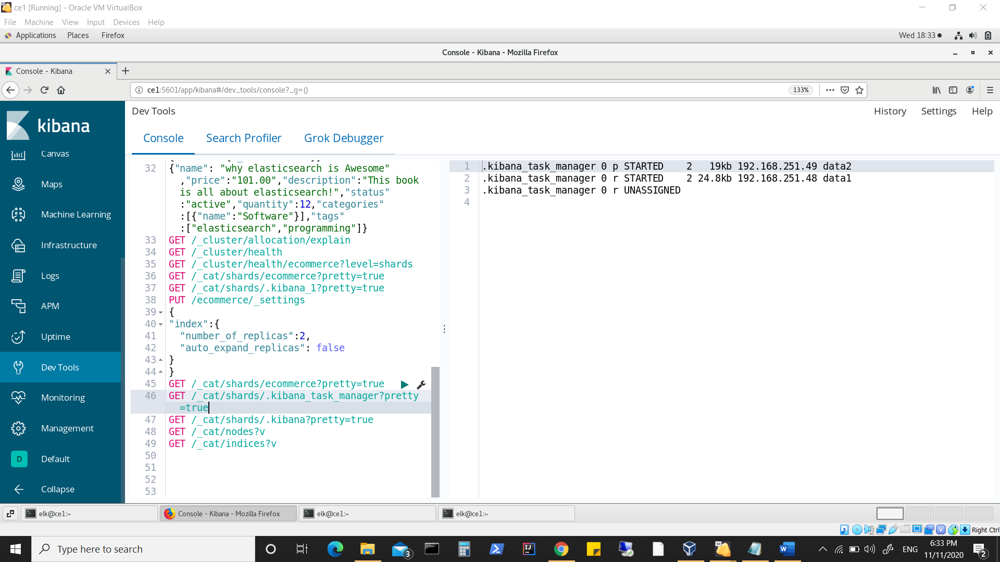 ce1 [Running] - Oracle VM VirtualBox
File Machine View Input Devices Help
Applications Places Firefox Wed 18:33
Console - Kibana - Mozilla Firefox
Console - Kibana
ce1:5601/app/kibana#/dev_tools/console?_g=() 133%
kibana
Canvas
Maps
Machine Learning
Infrastructure
Logs
APM
Uptime
Dev Tools
Monitoring
Management
D Default
Collapse
Dev Tools History Settings Help
Console Search Profiler Grok Debugger
32 {"name": "why elasticsearch is Awesome"
,"price":"101.00","description":"This book
is all about elasticsearch!","status"
:"active","quantity":12,"categories"
:[{"name":"Software"}],"tags"
:["elasticsearch","programming"]}
33 GET /_cluster/allocation/explain
34 GET /_cluster/health
35 GET /_cluster/health/ecommerce?level=shards
36 GET /_cat/shards/ecommerce?pretty=true
37 GET /_cat/shards/.kibana_1?pretty=true
38 PUT /ecommerce/_settings
39 {
40 "index":{
41 "number_of_replicas":2,
42 "auto_expand_replicas": false
43 }
44 }
45 GET /_cat/shards/ecommerce?pretty=true
46 GET /_cat/shards/.kibana_task_manager?pretty
=true
47 GET /_cat/shards/.kibana?pretty=true
48 GET /_cat/nodes?v
49 GET /_cat/indices?v
50
51
52
53
1 .kibana_task_manager 0 p STARTED 2 19kb 192.168.251.49 data2
2 .kibana_task_manager 0 r STARTED 2 24.8kb 192.168.251.48 data1
3 .kibana_task_manager 0 r UNASSIGNED
4
elk@ce1:~ Console - Kibana - Mozilla Firefox elk@ce1:~ elk@ce1:~
Right Ctrl
Type here to search
3
ENG
6:33 PM
11/11/2020
2